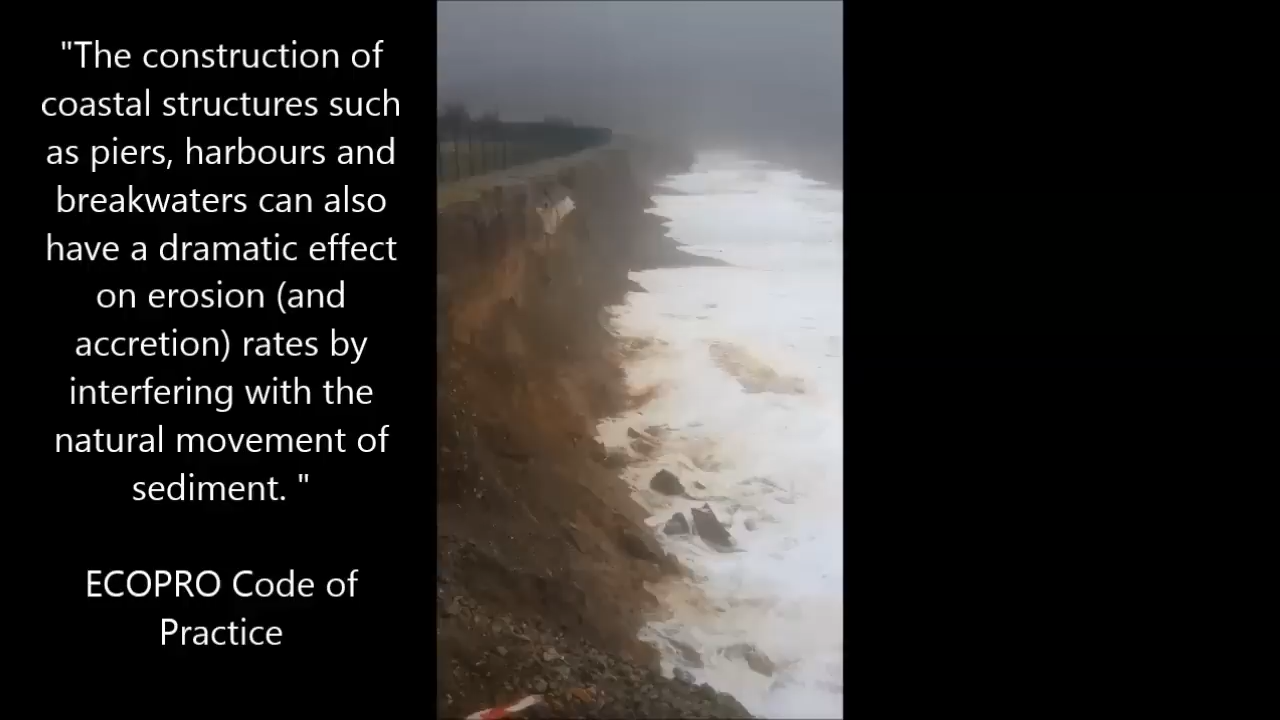 "The construction of
coastal structures such
as piers, harbours and
breakwaters can also
have a dramatic effect
on erosion (and
accretion) rates by
interfering with the
natural movement of
sediment. "
ECOPRO Code of
Practice